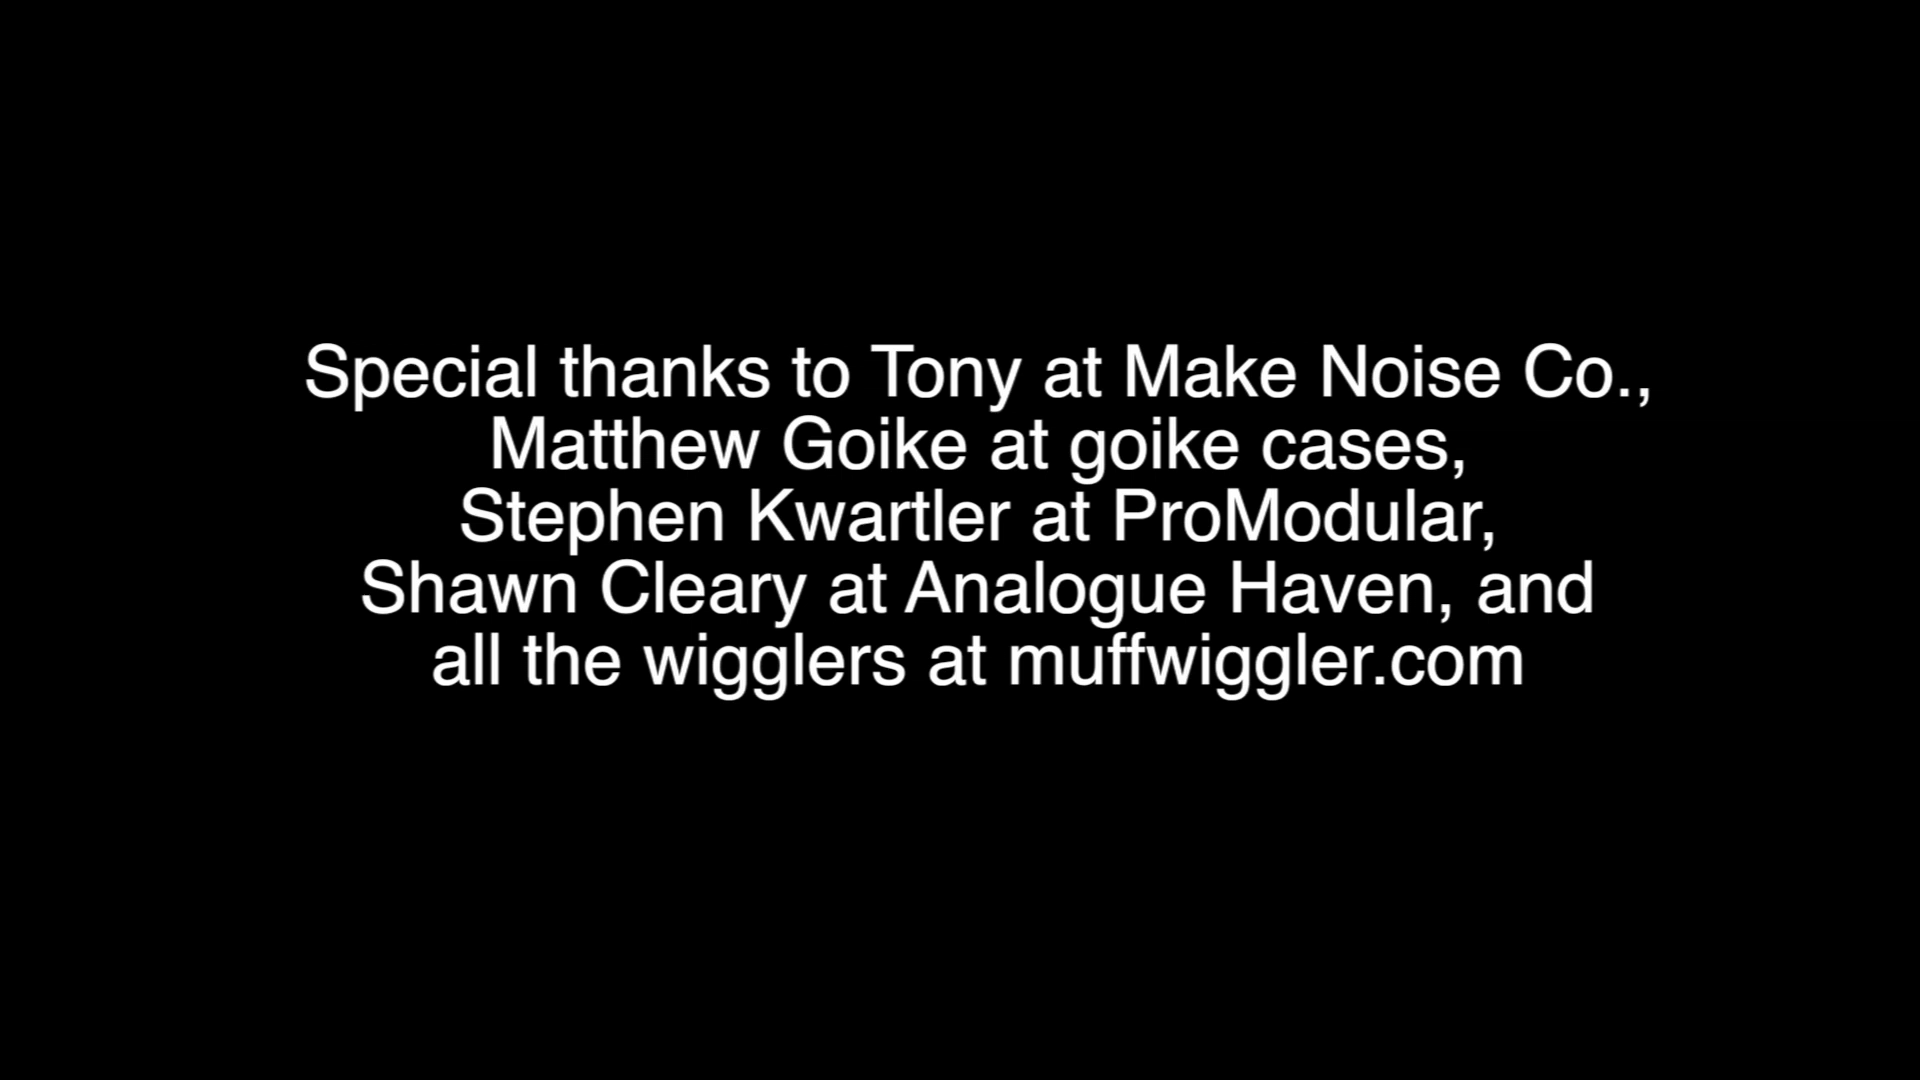 Special thanks to Tony at Make Noise Co.,
Matthew Goike at goike cases,
Stephen Kwartler at ProModular,
Shawn Cleary at Analogue Haven, and
all the wigglers at muffwiggler.com